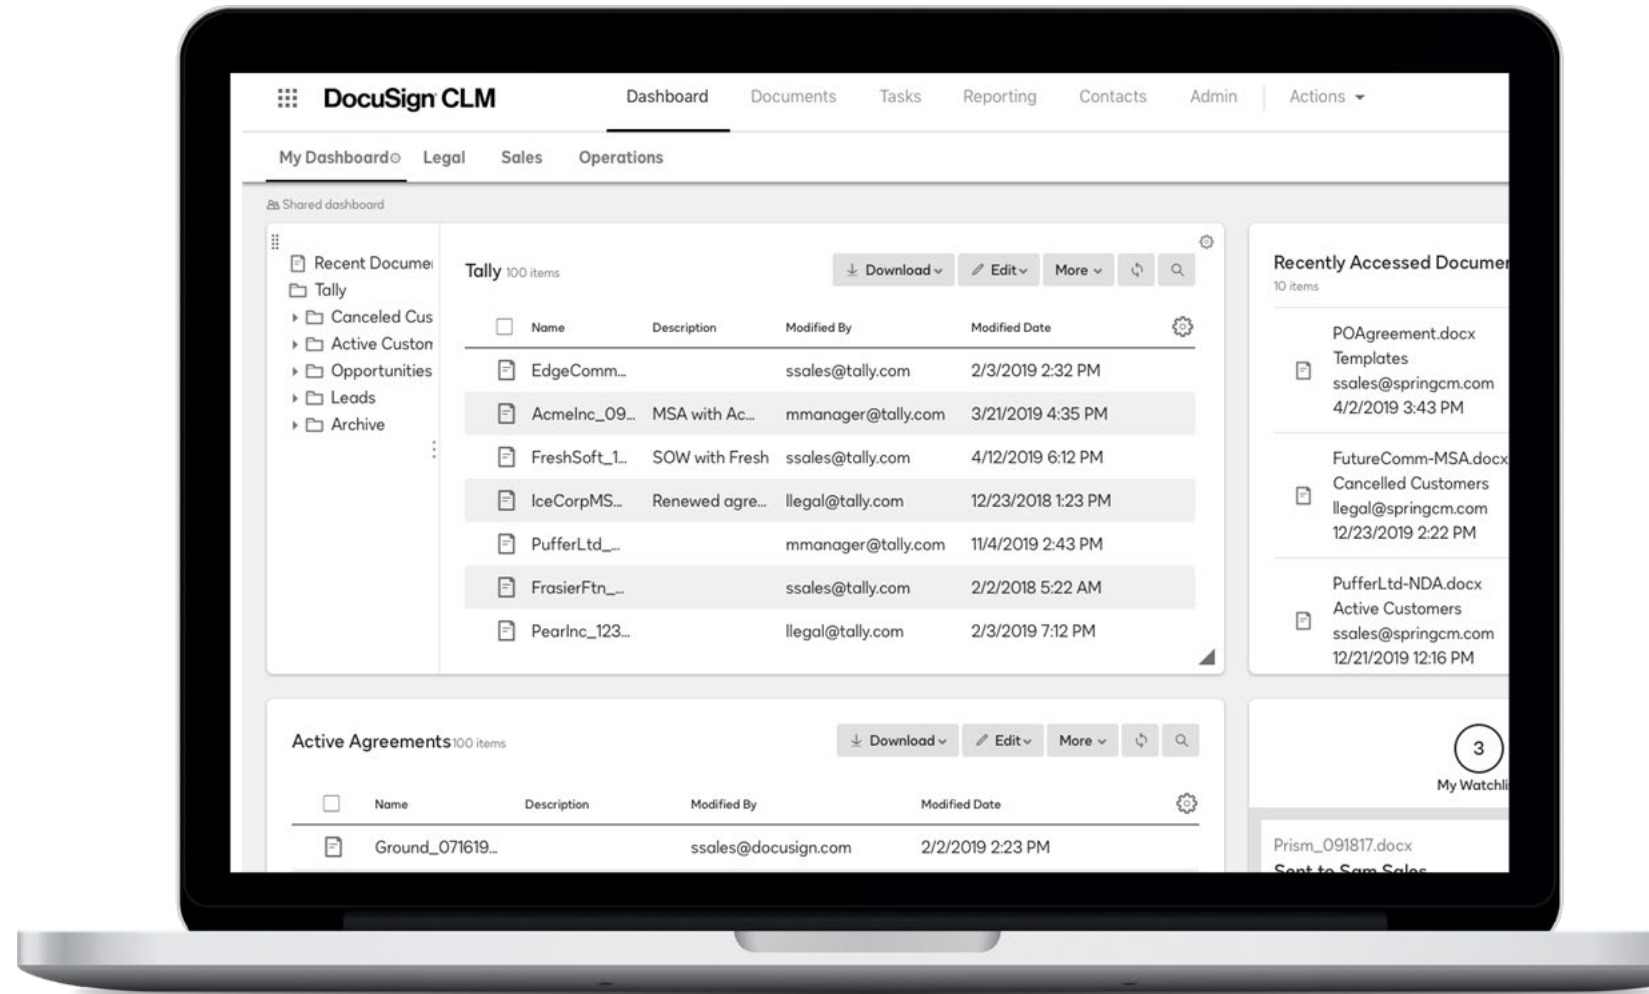 DocuSign CLM Dashboard Documents Tasks Reporting Contacts Admin Actions
My Dashboard Legal Sales Operations
Shared dashboard
Recent Documen
Tally
Canceled Cus
Active Custom
Opportunities
Leads
Archive
Tally 100 items Download Edit More
Name Description Modified By Modified Date
EdgeComm... ssales@tally.com 2/3/2019 2:32 PM
AcmeInc_09... MSA with Ac... mmanager@tally.com 3/21/2019 4:35 PM
FreshSoft_1... SOW with Fresh ssales@tally.com 4/12/2019 6:12 PM
IceCorpMS... Renewed agre... llegal@tally.com 12/23/2018 1:23 PM
PufferLtd_... mmanager@tally.com 11/4/2019 2:43 PM
FrasierFtn_... ssales@tally.com 2/2/2018 5:22 AM
PearInc_123... llegal@tally.com 2/3/2019 7:12 PM
Recently Accessed Documen
10 items
POAgreement.docx
Templates
ssales@springcm.com
4/2/2019 3:43 PM
FutureComm-MSA.docx
Cancelled Customers
llegal@springcm.com
12/23/2019 2:22 PM
PufferLtd-NDA.docx
Active Customers
ssales@springcm.com
12/21/2019 12:16 PM
Active Agreements 100 items Download Edit More
Name Description Modified By Modified Date
Ground_071619... ssales@docusign.com 2/2/2019 2:23 PM
3
My Watchli
Prism_091817.docx
Sent to Sam Sales